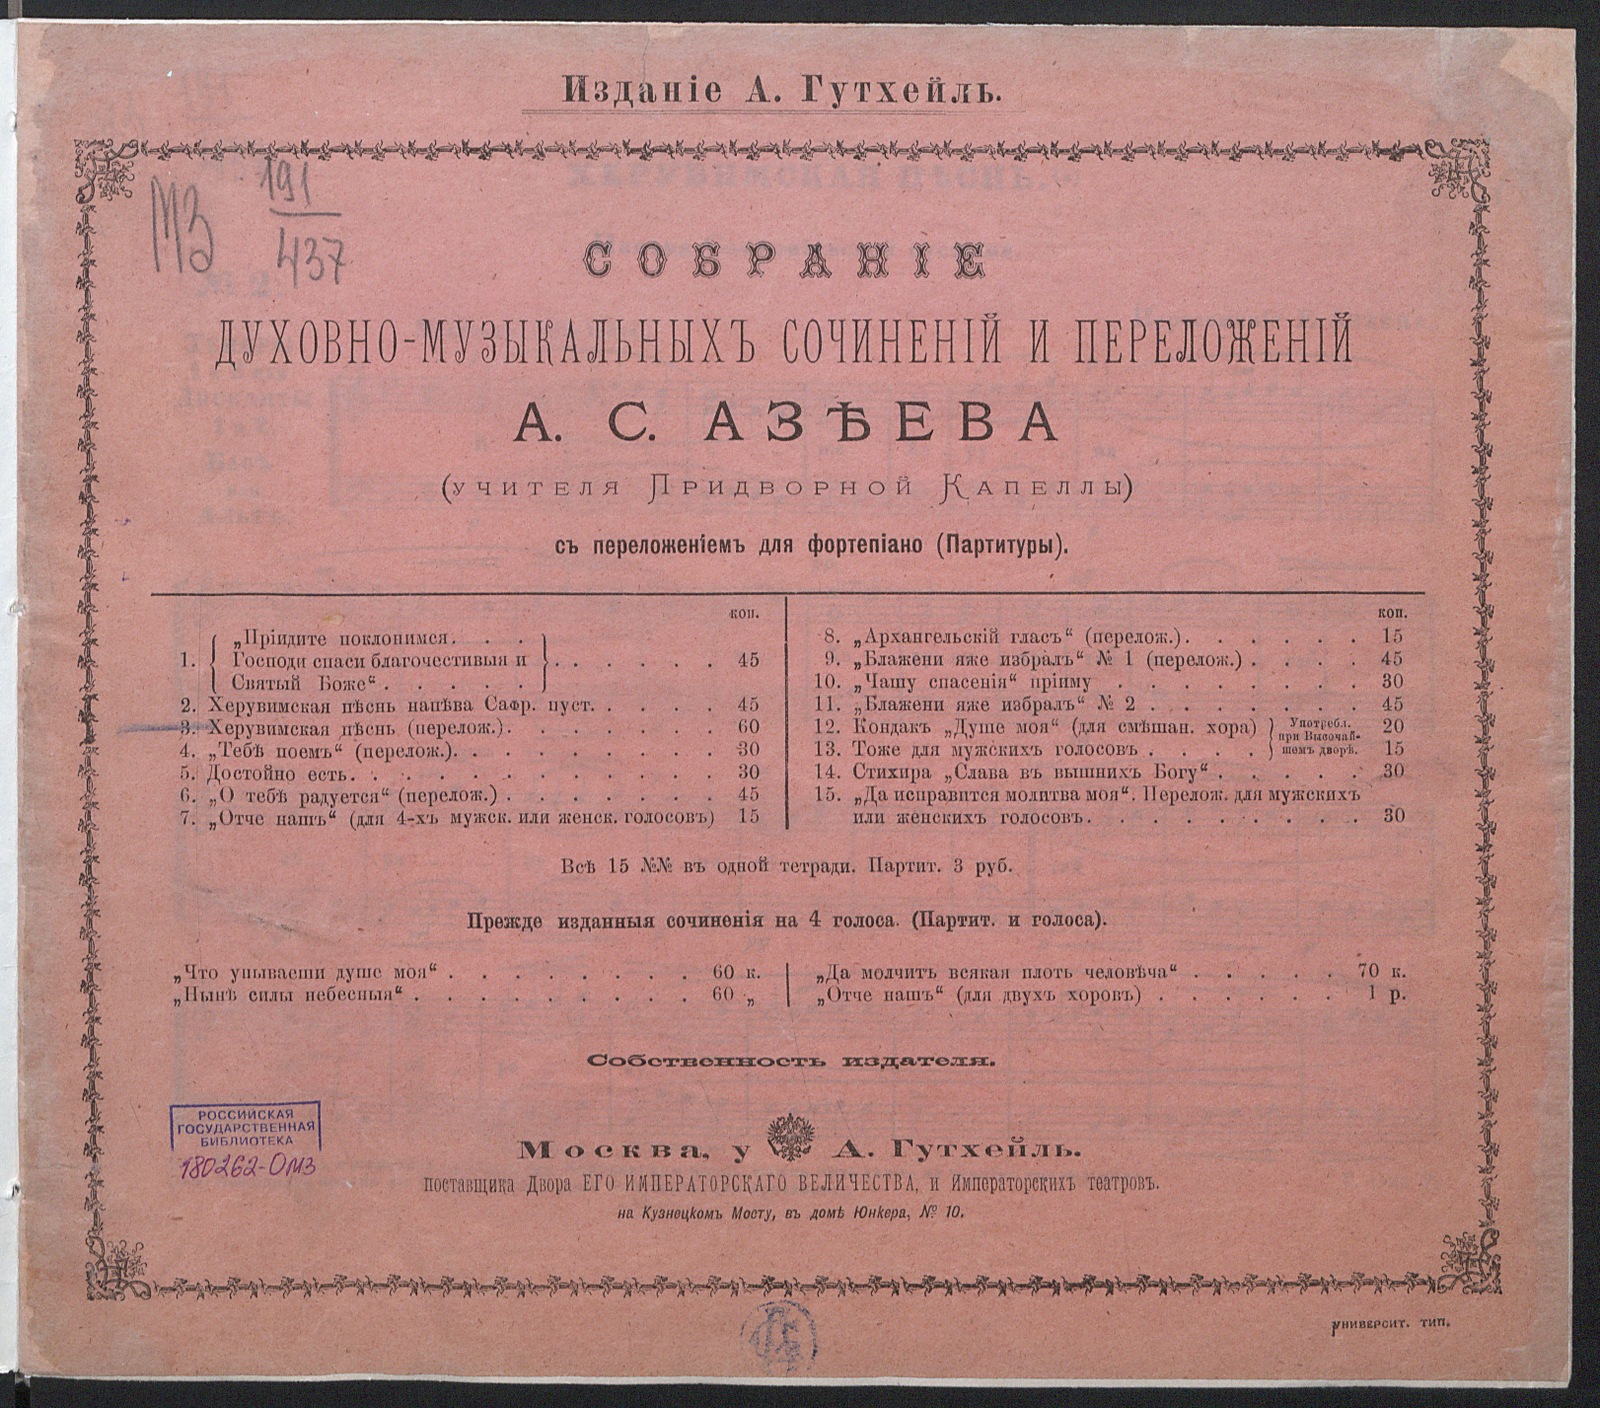 Изданіе А. Гутхейль.
МЗ 191
437
СОБРАНІЕ
ДУХОВНО-МУЗЫКАЛЬНЫХЪ СОЧИНЕНІЙ И ПЕРЕЛОЖЕНІЙ
А. С. АЗѢЕВА
(УЧИТЕЛЯ ПРИДВОРНОЙ КАПЕЛЛЫ)
съ переложеніемъ для фортепіано (Партитуры).
коп.
1. „Пріидите поклонимся. . . .
Господи спаси благочестивыя и . . . . . . 45
Святый Боже“ . . . . .
2. Херувимская пѣснь напѣва Сафр. пуст. . . . . . 45
3. Херувимская пѣснь (перелож.) . . . . . . . 60
4. „Тебѣ поемъ“ (перелож.). . . . . . . . . 30
5. Достойно есть. . . . . . . . . . . . 30
6. „О тебѣ радуется“ (перелож.) . . . . . . . 45
7. „Отче нашъ“ (для 4-хъ мужск. или женск. голосовъ) 15
коп.
8. „Архангельскій гласъ“ (перелож.). . . . . . 15
9. „Блажени яже избралъ“ № 1 (перелож.) . . . . 45
10. „Чашу спасенія“ пріиму . . . . . . . . 30
11. „Блажени яже избралъ“ № 2 . . . . . . . 45
12. Кондакъ „Душе моя“ (для смѣшан. хора) 20
13. Тоже для мужскихъ голосовъ . . . . 15
Употребл.
при Высочай-
шемъ дворѣ.
14. Стихира „Слава въ вышнихъ Богу“ . . . . . 30
15. „Да исправится молитва моя“. Перелож. для мужскихъ
или женскихъ голосовъ. . . . . . . . . . 30
Всѣ 15 №№ въ одной тетради. Партит. 3 руб.
Прежде изданныя сочиненія на 4 голоса. (Партит. и голоса).
„Что унываеши душе моя“ . . . . . . . . 60 к.
„Нынѣ силы небесныя“ . . . . . . . . . 60 „
„Да молчитъ всякая плоть человѣча“ . . . . . 70 к.
„Отче нашъ“ (для двухъ хоровъ) . . . . . . 1 р.
Собственность издателя.
РОССИЙСКАЯ
ГОСУДАРСТВЕННАЯ
БИБЛИОТЕКА
180262-ОМЗ
Москва, у А. Гутхейль.
поставщика Двора ЕГО ИМПЕРАТОРСКАГО ВЕЛИЧЕСТВА, и Императорскихъ театровъ.
на Кузнецкомъ Мосту, въ домѣ Юнкера, № 10.
университ. тип.